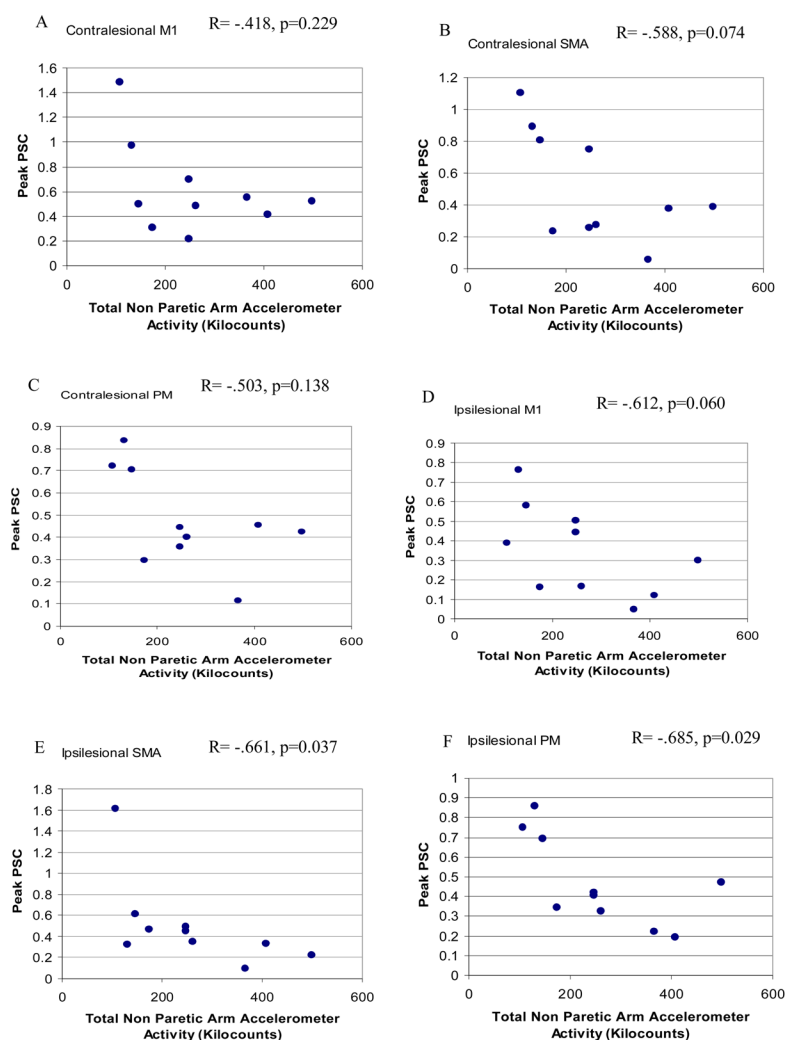 A Contralesional M1 R= -.418, p=0.229
1.6
1.4
1.2
1
0.8
0.6
0.4
0.2
0
Peak PSC
0 200 400 600
Total Non Paretic Arm Accelerometer
Activity (Kilocounts)
B Contralesional SMA R= -.588, p=0.074
1.2
1
0.8
0.6
0.4
0.2
0
Peak PSC
0 200 400 600
Total Non Paretic Arm Accelerometer
Activity (Kilocounts)
C Contralesional PM R= -.503, p=0.138
0.9
0.8
0.7
0.6
0.5
0.4
0.3
0.2
0.1
0
Peak PSC
0 200 400 600
Total Non Paretic Arm Accelerometer
Activity (Kilocounts)
D Ipsilesional M1 R= -.612, p=0.060
0.9
0.8
0.7
0.6
0.5
0.4
0.3
0.2
0.1
0
Peak PSC
0 200 400 600
Total Non Paretic Arm Accelerometer
Activity (Kilocounts)
E Ipsilesional SMA R= -.661, p=0.037
1.8
1.6
1.4
1.2
1
0.8
0.6
0.4
0.2
0
Peak PSC
0 200 400 600
Total Non Paretic Arm Accelerometer
Activity (Kilocounts)
F Ipsilesional PM R= -.685, p=0.029
1
0.9
0.8
0.7
0.6
0.5
0.4
0.3
0.2
0.1
0
Peak PSC
0 200 400 600
Total Non Paretic Arm Accelerometer
Activity (Kilocounts)